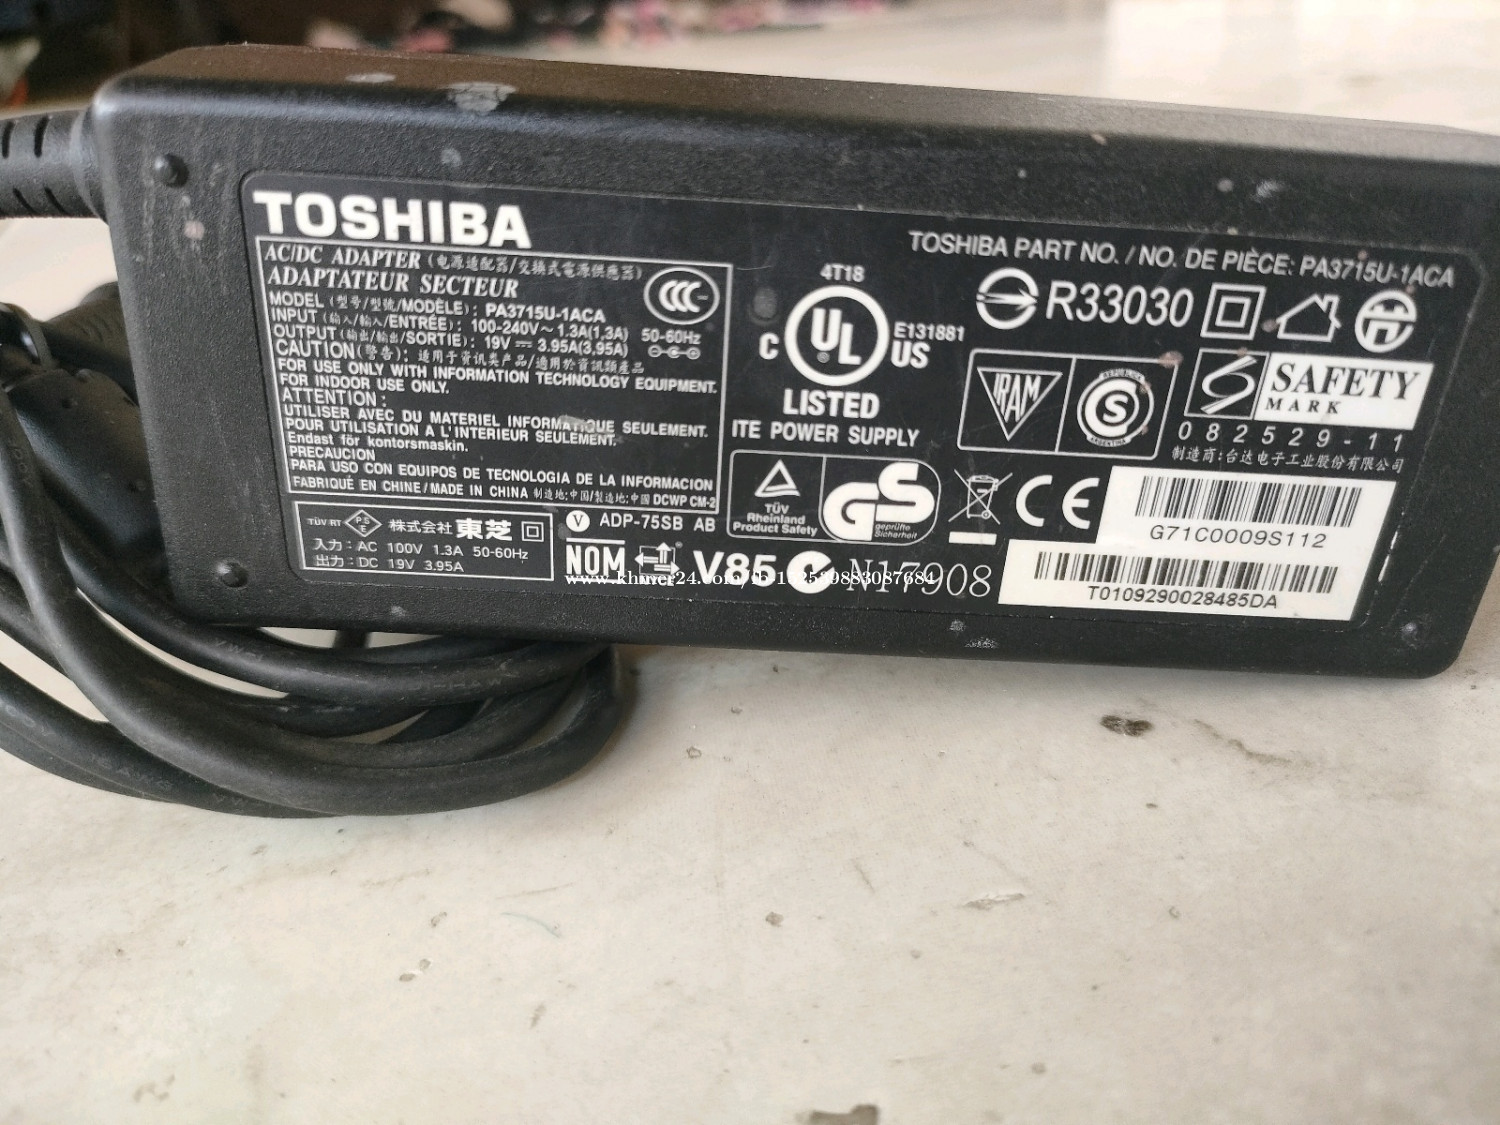 TOSHIBA
AC/DC ADAPTER (电源适配器/交換式電源供應器)
ADAPTATEUR SECTEUR
MODEL (型号/型號/MODÈLE): PA3715U-1ACA
INPUT (输入/輸入/ENTRÉE): 100-240V～1.3A(1.3A) 50-60Hz
OUTPUT (输出/輸出/SORTIE): 19V ⎓ 3.95A(3.95A)
CAUTION(警告): 适用于资讯类产品/適用於資訊類產品
FOR USE ONLY WITH INFORMATION TECHNOLOGY EQUIPMENT.
FOR INDOOR USE ONLY.
ATTENTION :
UTILISER AVEC DU MATERIEL INFORMATIQUE SEULEMENT.
POUR UTILISATION A L'INTERIEUR SEULEMENT.
Endast för kontorsmaskin.
PRECAUCION
PARA USO CON EQUIPOS DE TECNOLOGIA DE LA INFORMACION
FABRIQUÉ EN CHINE/MADE IN CHINA 制造地:中国/製造地:中國 DCWP CM-2
CCC
TÜV RT PS E 株式会社 東芝
入力：AC 100V 1.3A 50-60Hz
出力：DC 19V 3.95A
V ADP-75SB AB
NOM
V85 N17908
4T18
C UL US E131881
LISTED
ITE POWER SUPPLY
TÜV
Rheinland
Product Safety
GS
geprüfte
Sicherheit
TOSHIBA PART NO. / NO. DE PIÈCE: PA3715U-1ACA
R33030
IRAM
REPUBLICA
S
ARGENTINA
SAFETY
MARK
082529-11
制造商:台达电子工业股份有限公司
CE
G71C0009S112
T0109290028485DA